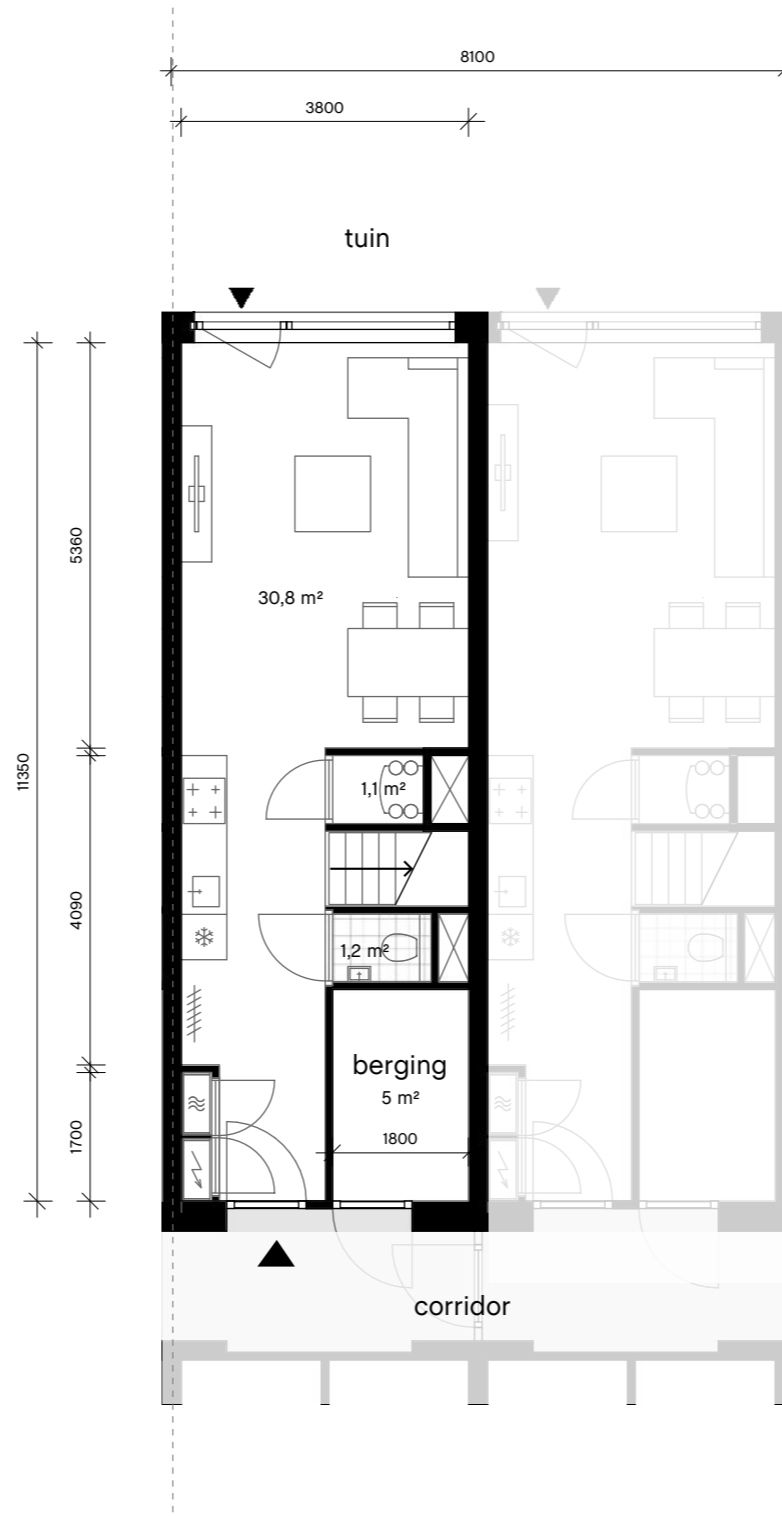 8100
3800
tuin
5360
30,8 m²
11350
1,1 m²
4090
1,2 m²
berging
5 m²
1700
1800
corridor